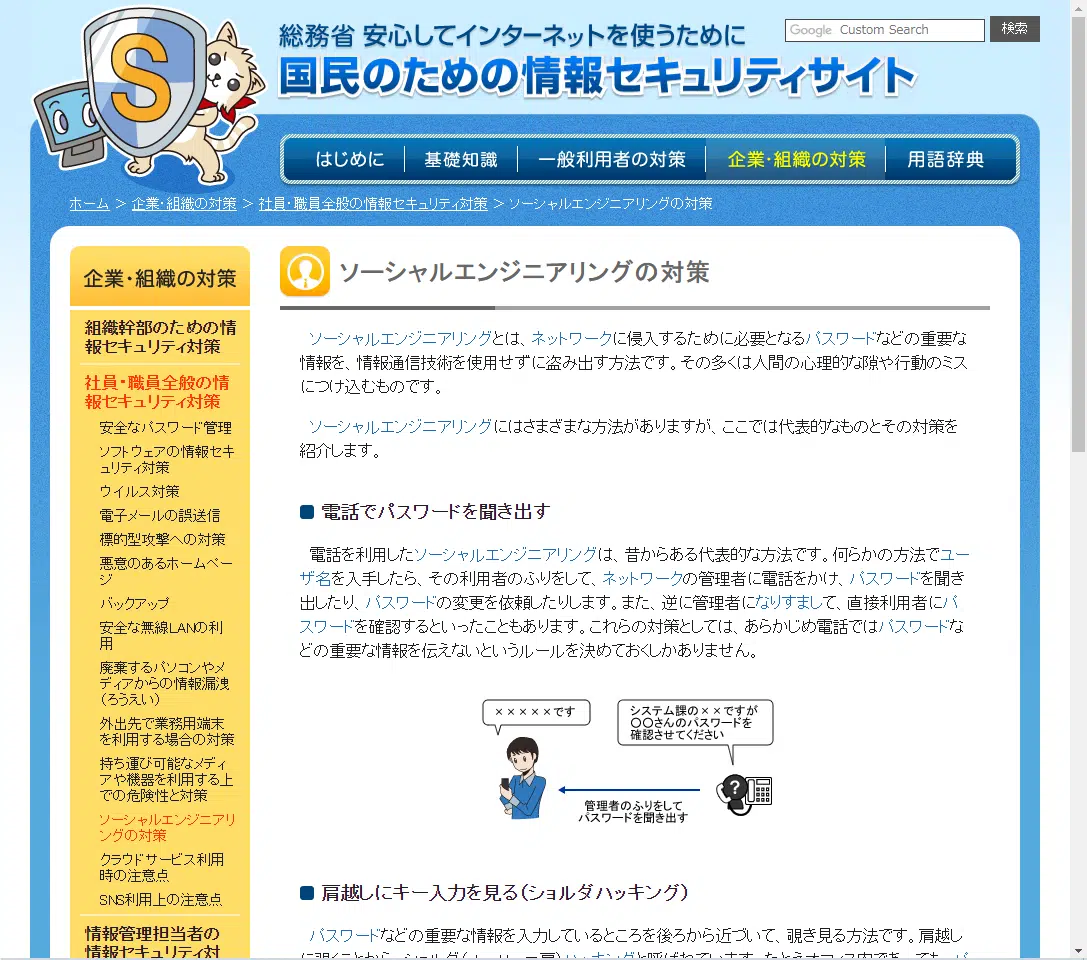 S
総務省 安心してインターネットを使うために
国民のための情報セキュリティサイト
Google Custom Search
検索
はじめに
基礎知識
一般利用者の対策
企業・組織の対策
用語辞典
ホーム > 企業・組織の対策 > 社員・職員全般の情報セキュリティ対策 > ソーシャルエンジニアリングの対策
企業・組織の対策
組織幹部のための情
報セキュリティ対策
社員・職員全般の情
報セキュリティ対策
安全なパスワード管理
ソフトウェアの情報セキ
ュリティ対策
ウイルス対策
電子メールの誤送信
標的型攻撃への対策
悪意のあるホームペー
ジ
バックアップ
安全な無線LANの利
用
廃棄するパソコンやメ
ディアからの情報漏洩
（ろうえい）
外出先で業務用端末
を利用する場合の対策
持ち運び可能なメディ
アや機器を利用する上
での危険性と対策
ソーシャルエンジニアリ
ングの対策
クラウドサービス利用
時の注意点
SNS利用上の注意点
情報管理担当者の
情報セキュリティ対
ソーシャルエンジニアリングの対策
ソーシャルエンジニアリングとは、ネットワークに侵入するために必要となるパスワードなどの重要な
情報を、情報通信技術を使用せずに盗み出す方法です。その多くは人間の心理的な隙や行動のミス
につけ込むものです。
ソーシャルエンジニアリングにはさまざまな方法がありますが、ここでは代表的なものとその対策を
紹介します。
電話でパスワードを聞き出す
電話を利用したソーシャルエンジニアリングは、昔からある代表的な方法です。何らかの方法でユー
ザ名を入手したら、その利用者のふりをして、ネットワークの管理者に電話をかけ、パスワードを聞き
出したり、パスワードの変更を依頼したりします。また、逆に管理者になりすまして、直接利用者にパ
スワードを確認するといったこともあります。これらの対策としては、あらかじめ電話ではパスワードな
どの重要な情報を伝えないというルールを決めておくしかありません。
×××××です
システム課の××ですが
〇〇さんのパスワードを
確認させてください
?
管理者のふりをして
パスワードを聞き出す
肩越しにキー入力を見る（ショルダハッキング）
パスワードなどの重要な情報を入力しているところを後ろから近づいて、覗き見る方法です。肩越し